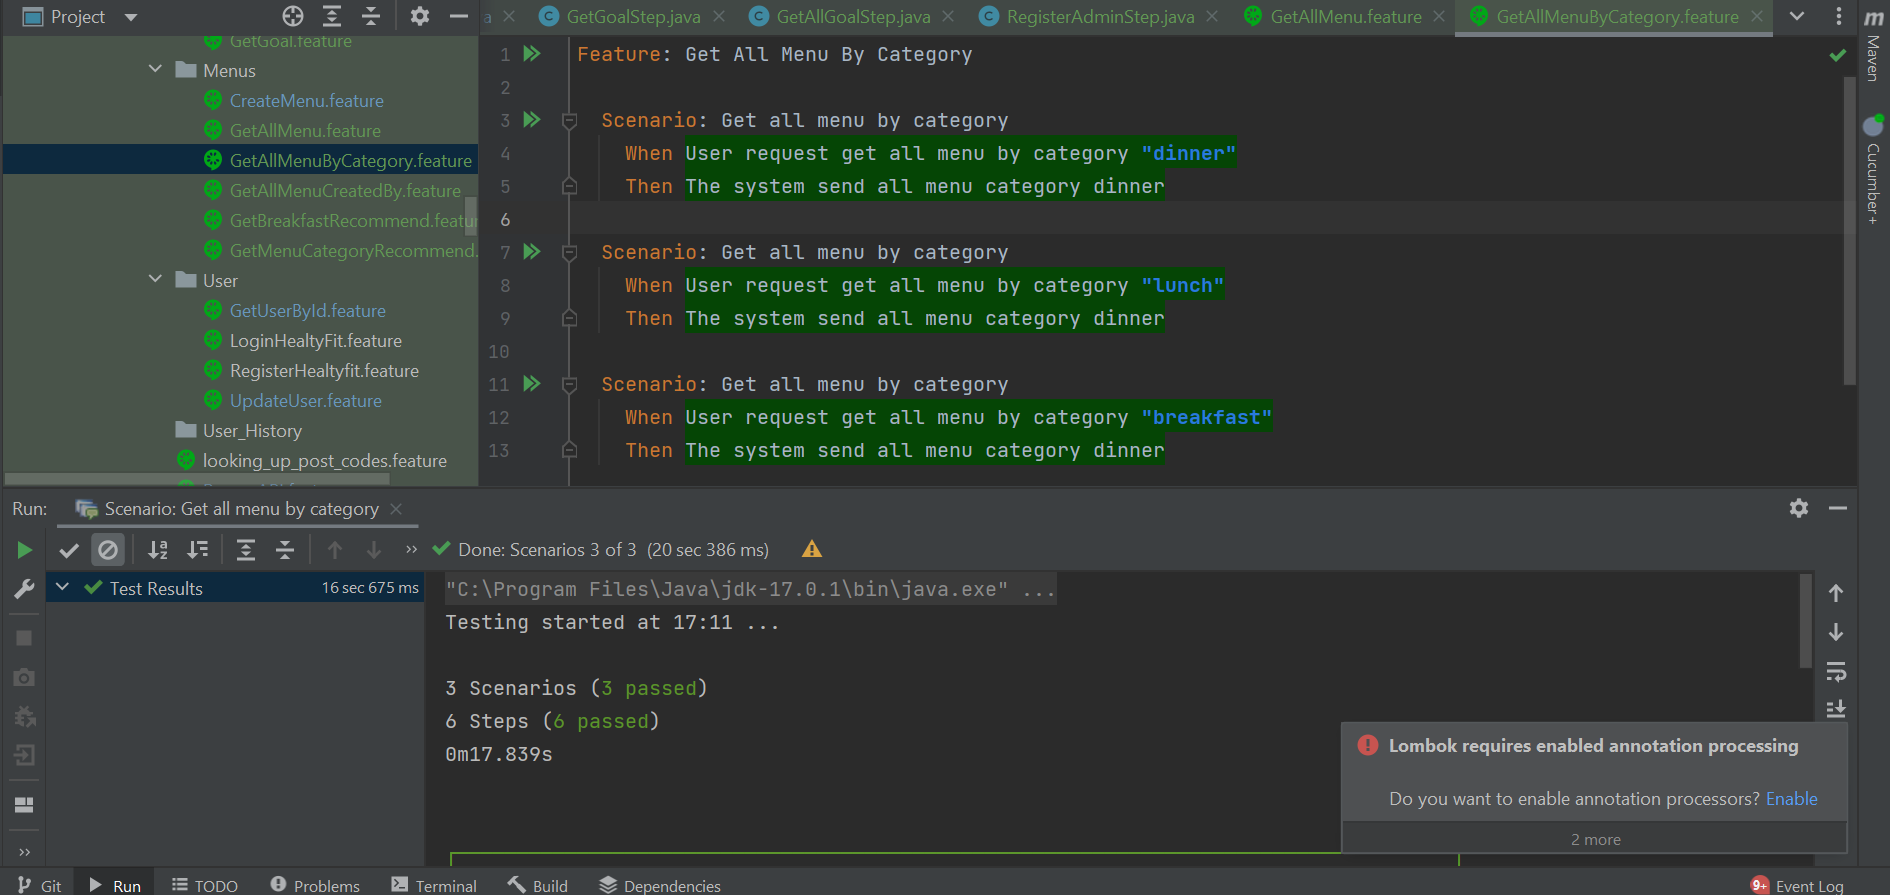 Project
a
GetGoalStep.java
GetAllGoalStep.java
RegisterAdminStep.java
GetAllMenu.feature
GetAllMenuByCategory.feature
GetGoal.feature
Menus
CreateMenu.feature
GetAllMenu.feature
GetAllMenuByCategory.feature
GetAllMenuCreatedBy.feature
GetBreakfastRecommend.featur
GetMenuCategoryRecommend.
User
GetUserById.feature
LoginHealtyFit.feature
RegisterHealtyfit.feature
UpdateUser.feature
User_History
looking_up_post_codes.feature
1 Feature: Get All Menu By Category
2
3 Scenario: Get all menu by category
4 When User request get all menu by category "dinner"
5 Then The system send all menu category dinner
6
7 Scenario: Get all menu by category
8 When User request get all menu by category "lunch"
9 Then The system send all menu category dinner
10
11 Scenario: Get all menu by category
12 When User request get all menu by category "breakfast"
13 Then The system send all menu category dinner
m
Maven
Cucumber+
Run:
Scenario: Get all menu by category
Done: Scenarios 3 of 3 (20 sec 386 ms)
Test Results 16 sec 675 ms
"C:\Program Files\Java\jdk-17.0.1\bin\java.exe" ...
Testing started at 17:11 ...
3 Scenarios (3 passed)
6 Steps (6 passed)
0m17.839s
Lombok requires enabled annotation processing
Do you want to enable annotation processors? Enable
2 more
Git
Run
TODO
Problems
Terminal
Build
Dependencies
9+ Event Log